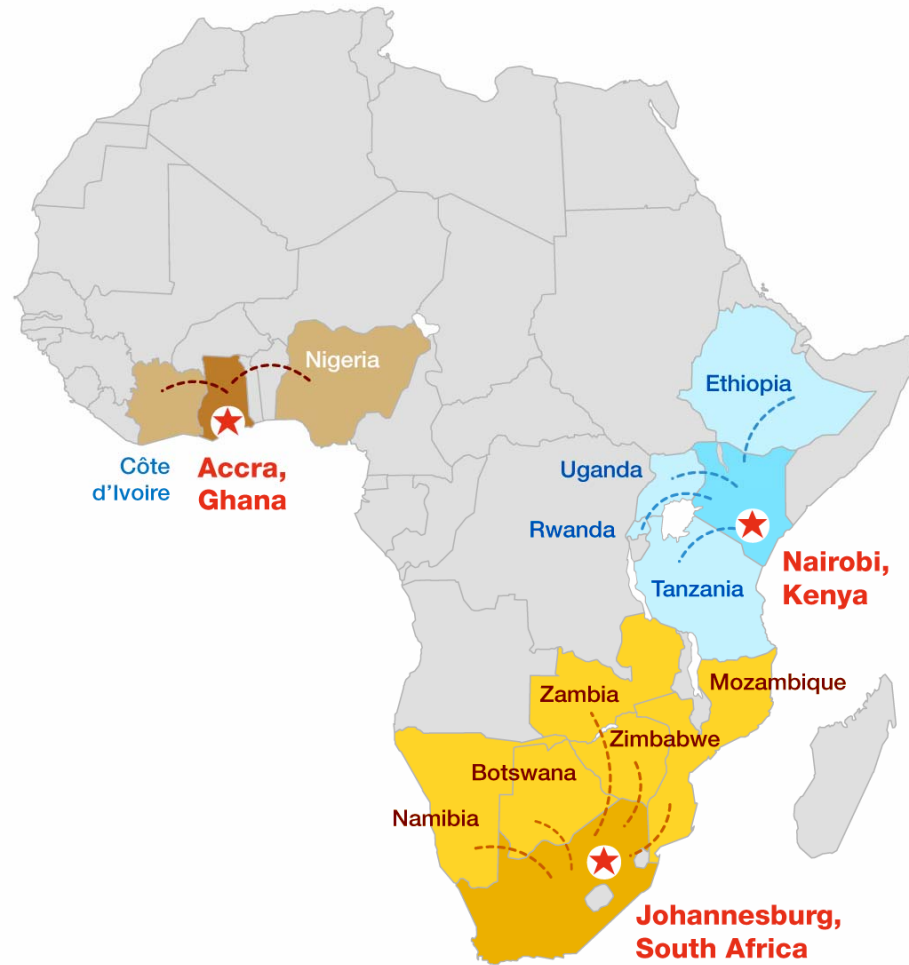 Nigeria
Côte
d’Ivoire
Accra,
Ghana
Ethiopia
Uganda
Rwanda
Tanzania
Nairobi,
Kenya
Zambia
Mozambique
Zimbabwe
Botswana
Namibia
Johannesburg,
South Africa